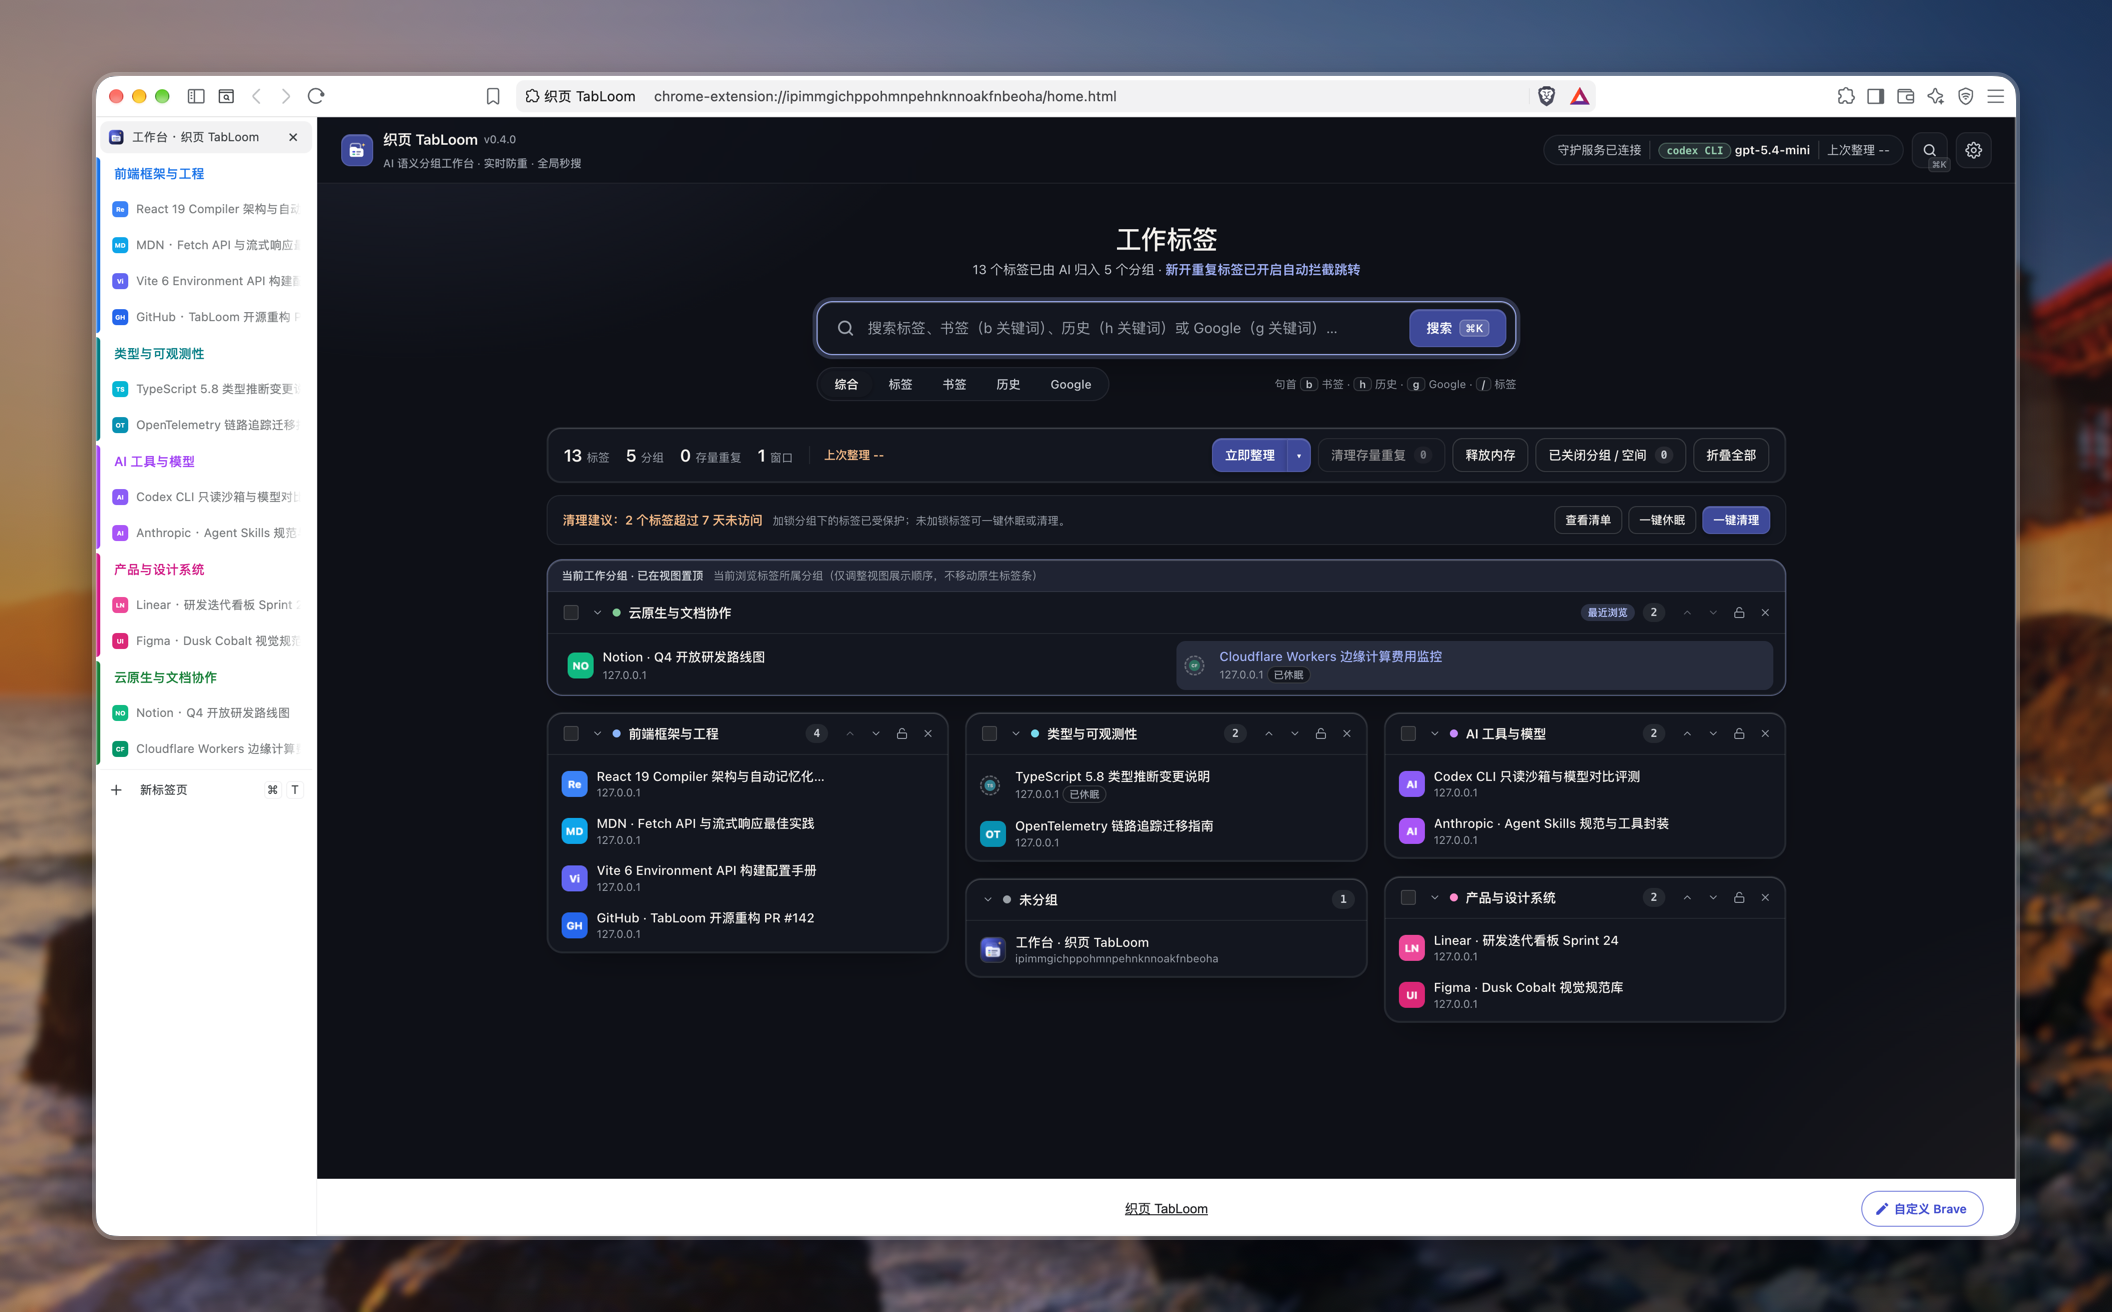 织页 TabLoom chrome-extension://ipimmgichppohmnpehnknnoakfnbeoha/home.html
工作台 · 织页 TabLoom
前端框架与工程
Re React 19 Compiler 架构与自动
MD MDN · Fetch API 与流式响应
Vi Vite 6 Environment API 构建
GH GitHub · TabLoom 开源重构
类型与可观测性
TS TypeScript 5.8 类型推断变更
OT OpenTelemetry 链路追踪迁移
AI 工具与模型
AI Codex CLI 只读沙箱与模型对
AI Anthropic · Agent Skills 规范
产品与设计系统
LN Linear · 研发迭代看板 Sprint
UI Figma · Dusk Cobalt 视觉规范
云原生与文档协作
NO Notion · Q4 开放研发路线图
CF Cloudflare Workers 边缘计算
新标签页 ⌘ T
织页 TabLoom v0.4.0
AI 语义分组工作台 · 实时防重 · 全局秒搜
守护服务已连接 codex CLI gpt-5.4-mini 上次整理 --
⌘K
工作标签
13 个标签已由 AI 归入 5 个分组 · 新开重复标签已开启自动拦截跳转
搜索标签、书签（b 关键词）、历史（h 关键词）或 Google（g 关键词）...
搜索 ⌘K
综合 标签 书签 历史 Google
句首 b 书签 · h 历史 · g Google · / 标签
13 标签 5 分组 0 存量重复 1 窗口 上次整理 --
立即整理 清理存量重复 0 释放内存 已关闭分组 / 空间 0 折叠全部
清理建议：2 个标签超过 7 天未访问 加锁分组下的标签已受保护；未加锁标签可一键休眠或清理。
查看清单 一键休眠 一键清理
当前工作分组 · 已在视图置顶 当前浏览标签所属分组（仅调整视图展示顺序，不移动原生标签条）
云原生与文档协作 最近浏览 2
NO Notion · Q4 开放研发路线图
127.0.0.1
CF Cloudflare Workers 边缘计算费用监控
127.0.0.1 已休眠
前端框架与工程 4
Re React 19 Compiler 架构与自动记忆化...
127.0.0.1
MD MDN · Fetch API 与流式响应最佳实践
127.0.0.1
Vi Vite 6 Environment API 构建配置手册
127.0.0.1
GH GitHub · TabLoom 开源重构 PR #142
127.0.0.1
类型与可观测性 2
TS TypeScript 5.8 类型推断变更说明
127.0.0.1 已休眠
OT OpenTelemetry 链路追踪迁移指南
127.0.0.1
未分组 1
工作台 · 织页 TabLoom
ipimmgichppohmnpehnknnoakfnbeoha
AI 工具与模型 2
AI Codex CLI 只读沙箱与模型对比评测
127.0.0.1
AI Anthropic · Agent Skills 规范与工具封装
127.0.0.1
产品与设计系统 2
LN Linear · 研发迭代看板 Sprint 24
127.0.0.1
UI Figma · Dusk Cobalt 视觉规范库
127.0.0.1
织页 TabLoom
自定义 Brave